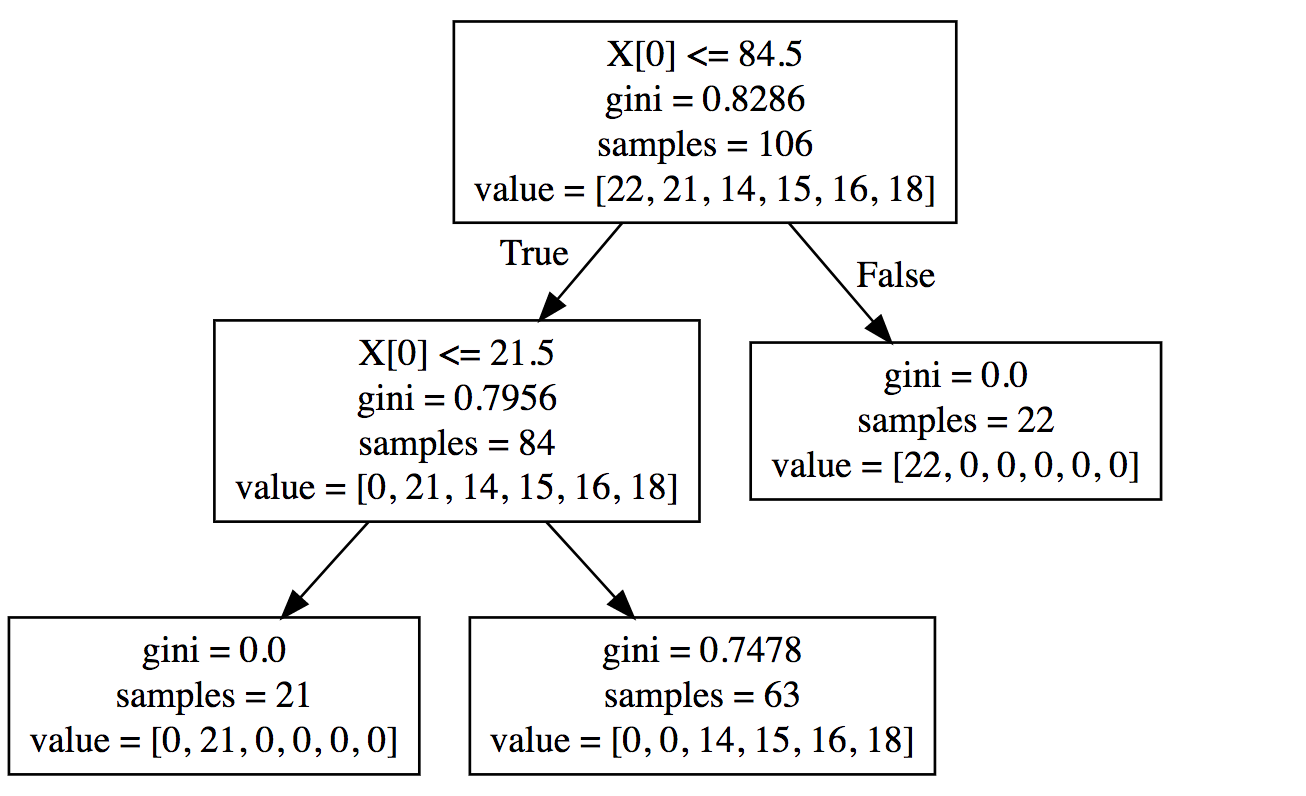 X[0] <= 84.5
gini = 0.8286
samples = 106
value = [22, 21, 14, 15, 16, 18]
True
False
X[0] <= 21.5
gini = 0.7956
samples = 84
value = [0, 21, 14, 15, 16, 18]
gini = 0.0
samples = 22
value = [22, 0, 0, 0, 0, 0]
gini = 0.0
samples = 21
value = [0, 21, 0, 0, 0, 0]
gini = 0.7478
samples = 63
value = [0, 0, 14, 15, 16, 18]